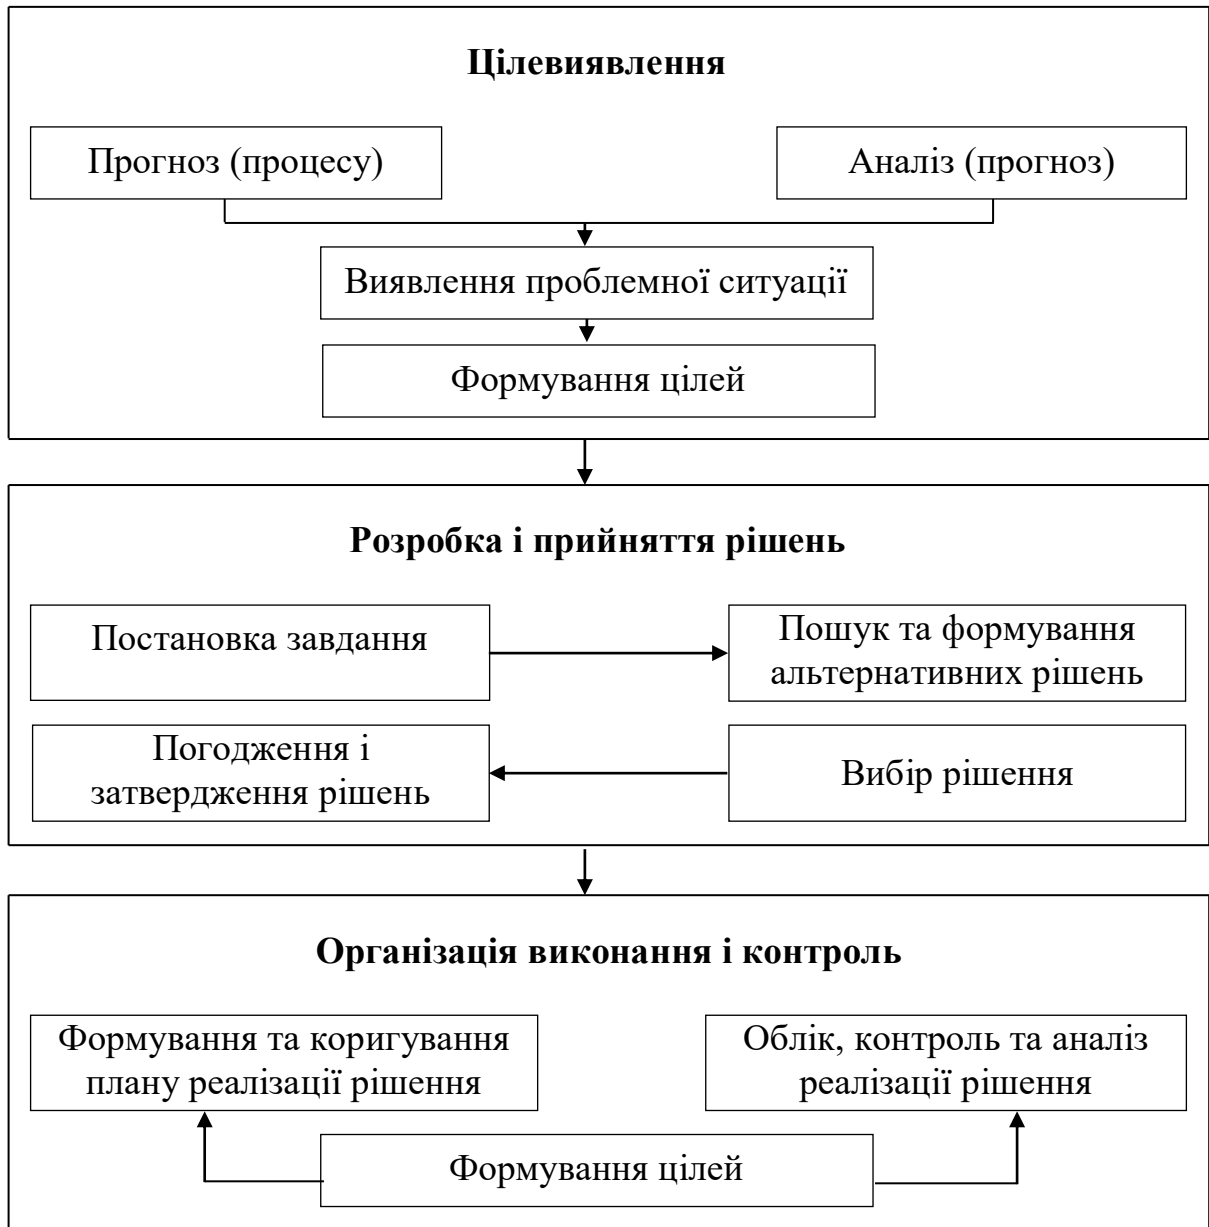 Цілевиявлення
Прогноз (процесу)
Аналіз (прогноз)
Виявлення проблемної ситуації
Формування цілей
Розробка і прийняття рішень
Постановка завдання
Пошук та формування
альтернативних рішень
Погодження і
затвердження рішень
Вибір рішення
Організація виконання і контроль
Формування та коригування
плану реалізації рішення
Облік, контроль та аналіз
реалізації рішення
Формування цілей